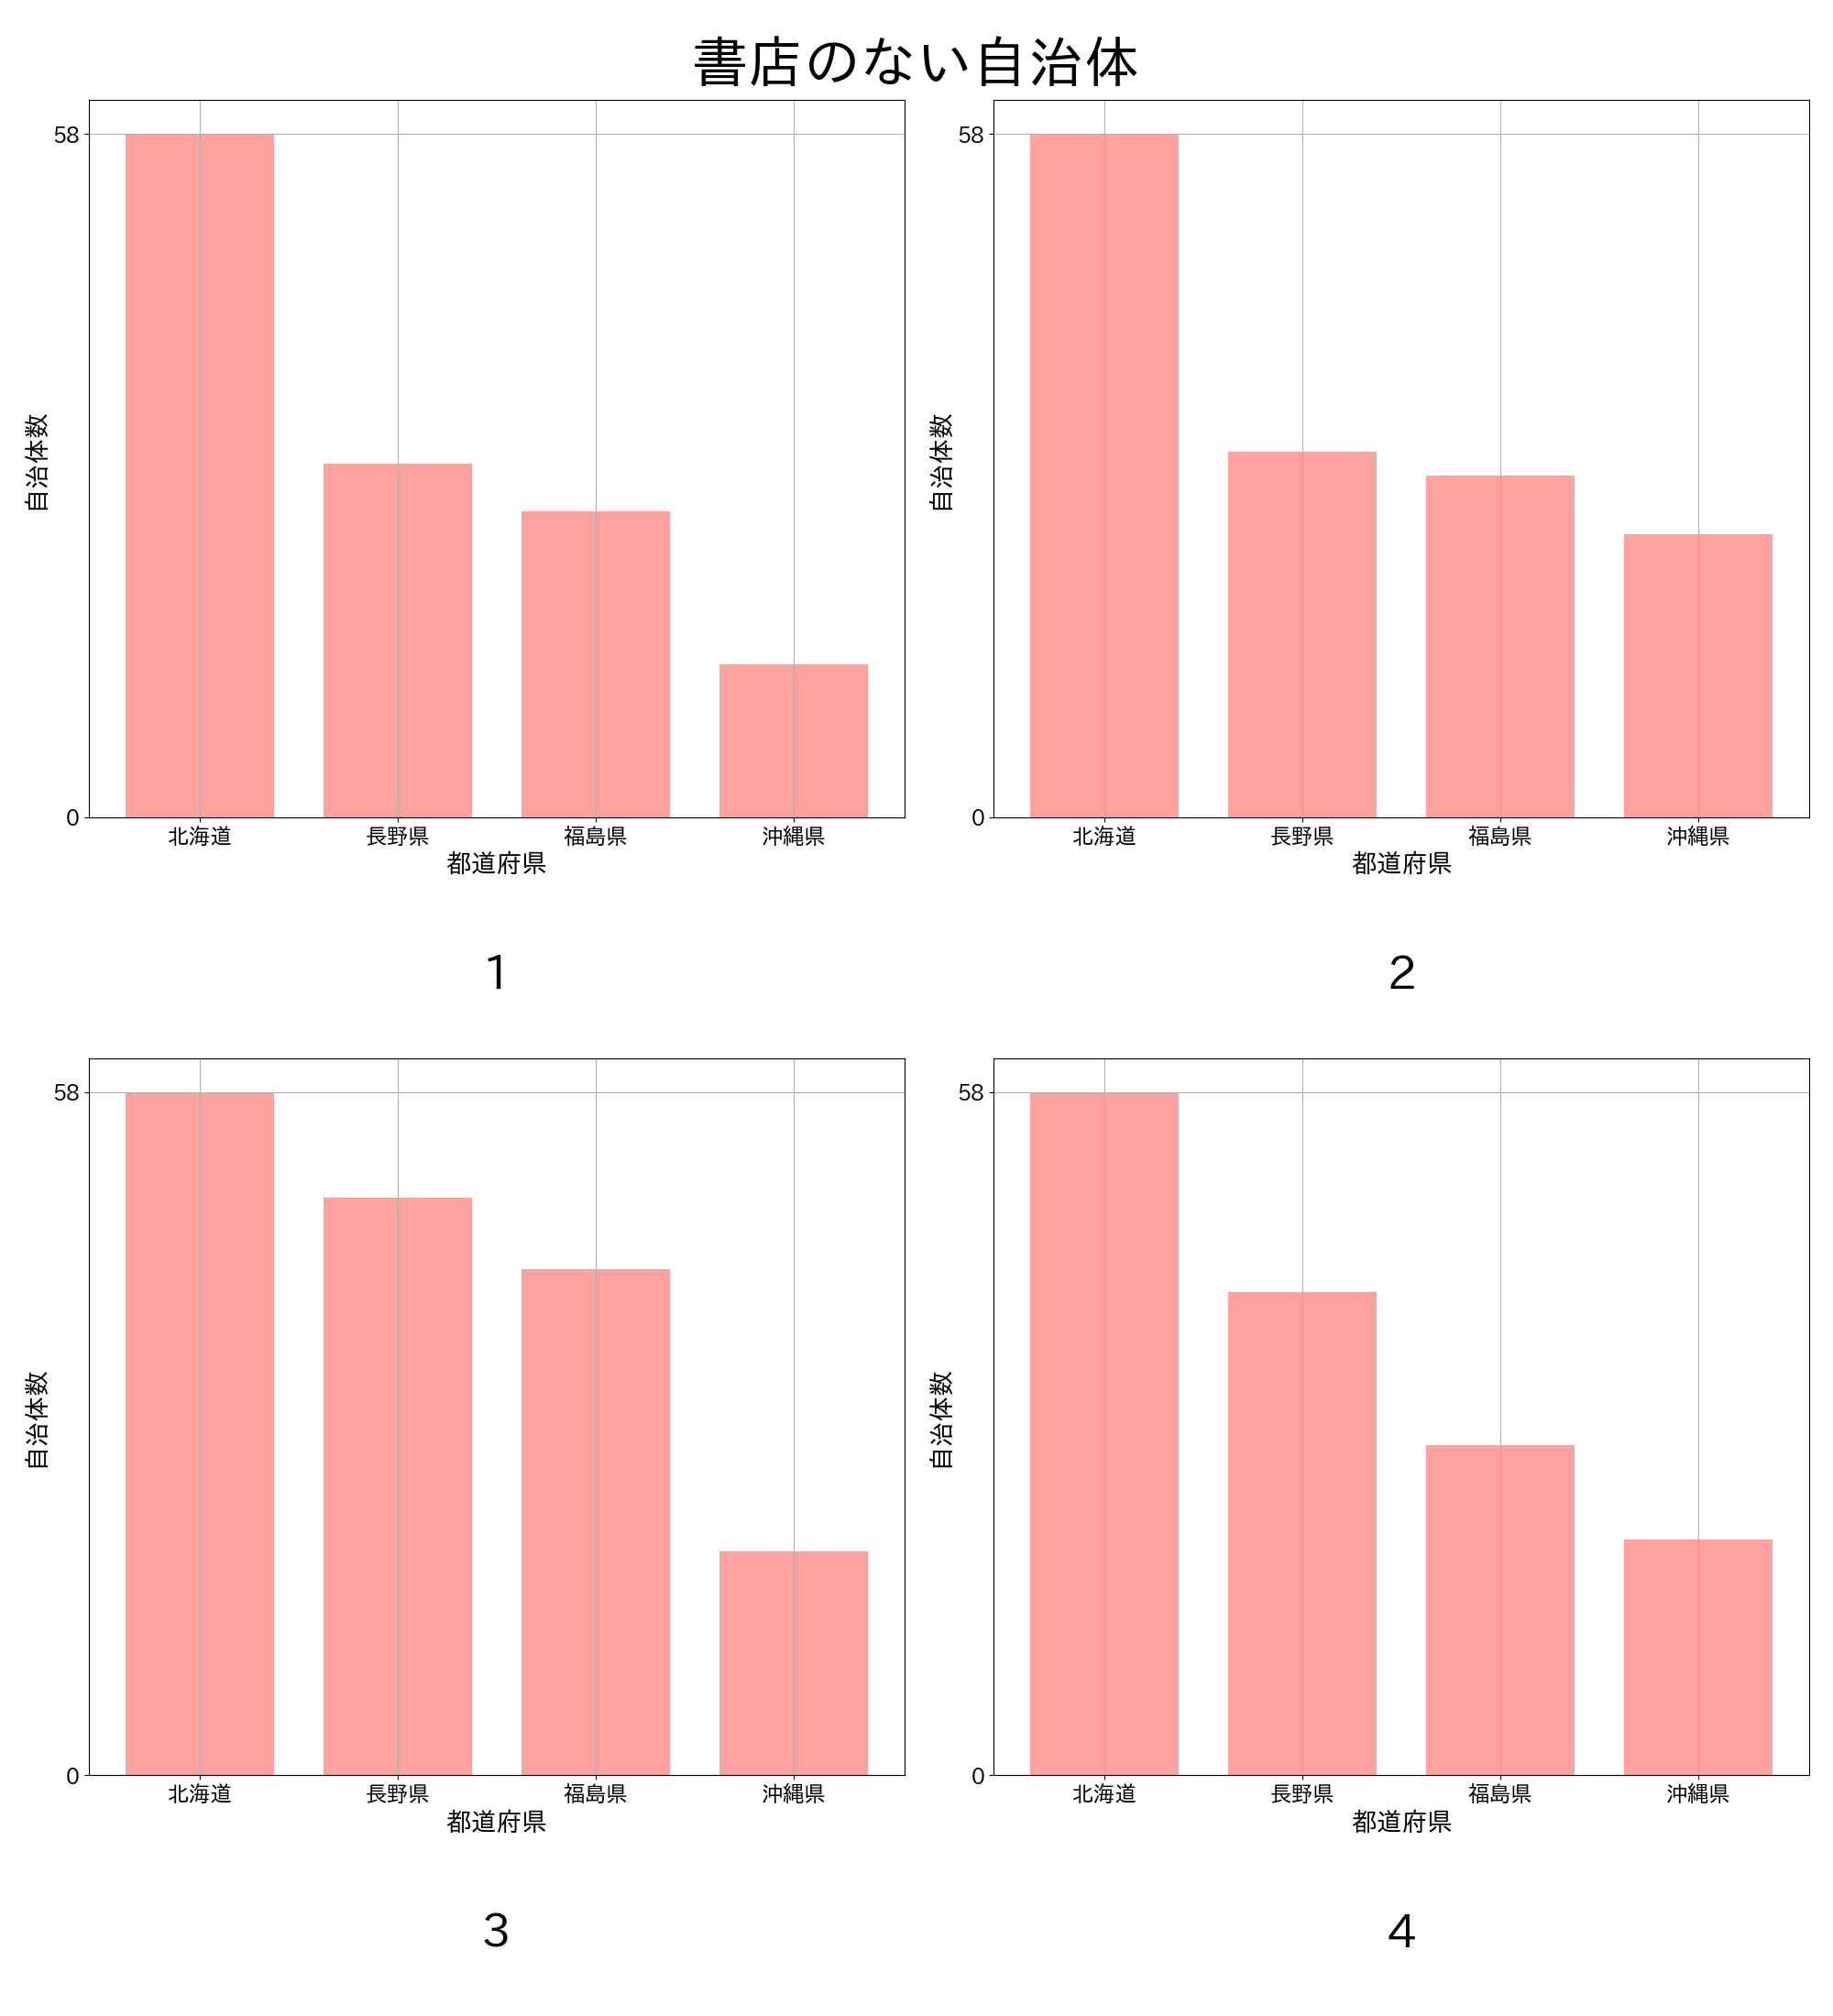 書店のない自治体
58
0
自治体数
北海道 長野県 福島県 沖縄県
都道府県
1
58
0
自治体数
北海道 長野県 福島県 沖縄県
都道府県
2
58
0
自治体数
北海道 長野県 福島県 沖縄県
都道府県
3
58
0
自治体数
北海道 長野県 福島県 沖縄県
都道府県
4